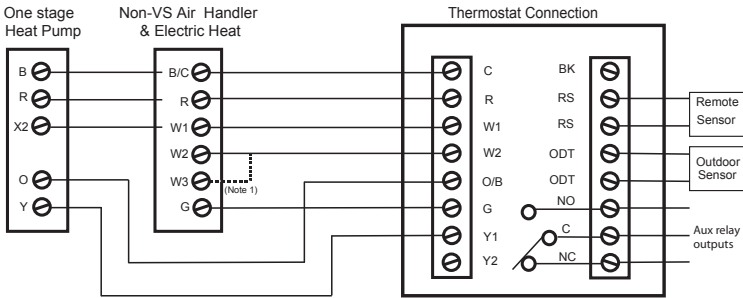 One stage
Heat Pump
Non-VS Air Handler
& Electric Heat
Thermostat Connection
B
R
X2
O
Y
B/C
R
W1
W2
W3
(Note 1)
G
C
R
W1
W2
O/B
G
Y1
Y2
BK
RS
RS
ODT
ODT
NO
C
NC
Remote
Sensor
Outdoor
Sensor
Aux relay
outputs